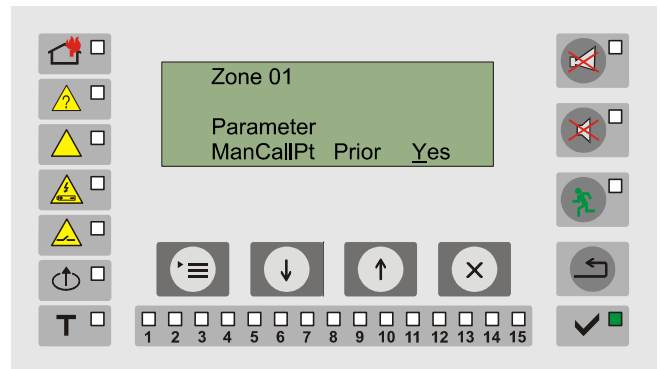 Zone 01
Parameter
ManCallPt Prior Yes
?
T
1 2 3 4 5 6 7 8 9 10 11 12 13 14 15